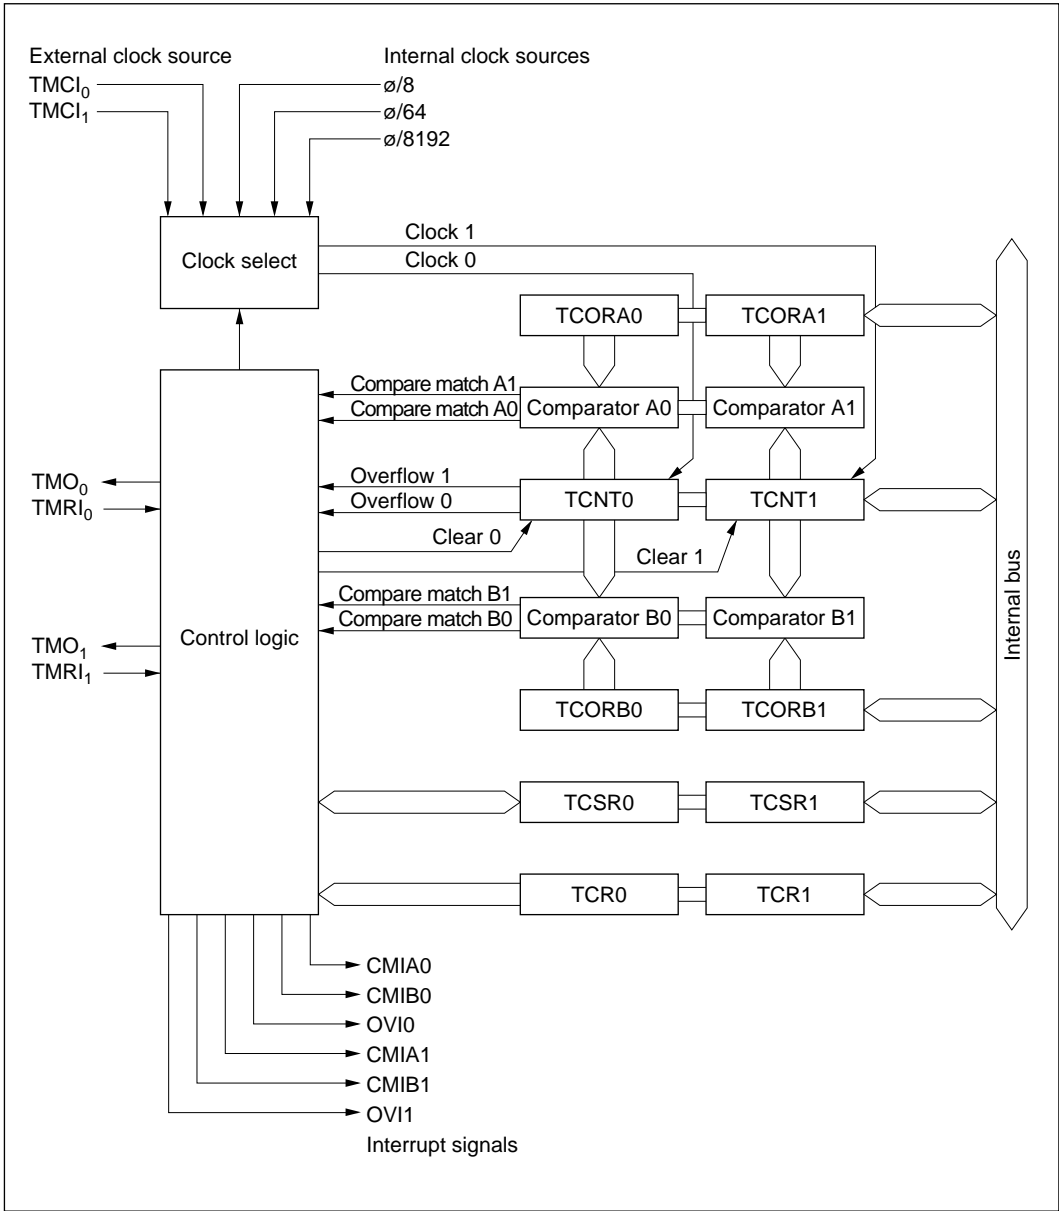 External clock source
Internal clock sources
TMCI0
ø/8
TMCI1
ø/64
ø/8192
Clock select
Clock 1
Clock 0
TCORA0
TCORA1
Compare match A1
Compare match A0
Comparator A0
Comparator A1
TMO0
TMRI0
Overflow 1
Overflow 0
TCNT0
TCNT1
Clear 0
Clear 1
Internal bus
Compare match B1
Compare match B0
Comparator B0
Comparator B1
Control logic
TMO1
TMRI1
TCORB0
TCORB1
TCSR0
TCSR1
TCR0
TCR1
CMIA0
CMIB0
OVI0
CMIA1
CMIB1
OVI1
Interrupt signals